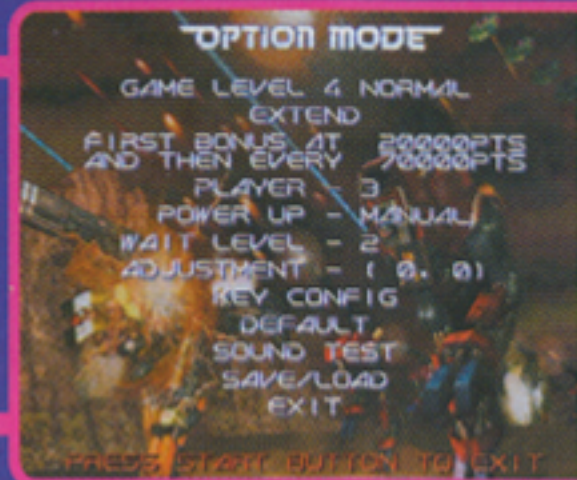 OPTION MODE
GAME LEVEL 4 NORMAL
EXTEND
FIRST BONUS AT 20000PTS
AND THEN EVERY 70000PTS
PLAYER - 3
POWER UP - MANUAL
WAIT LEVEL - 2
ADJUSTMENT - ( 0. 0)
KEY CONFIG
DEFAULT
SOUND TEST
SAVE/LOAD
EXIT
PRESS START BUTTON TO EXIT